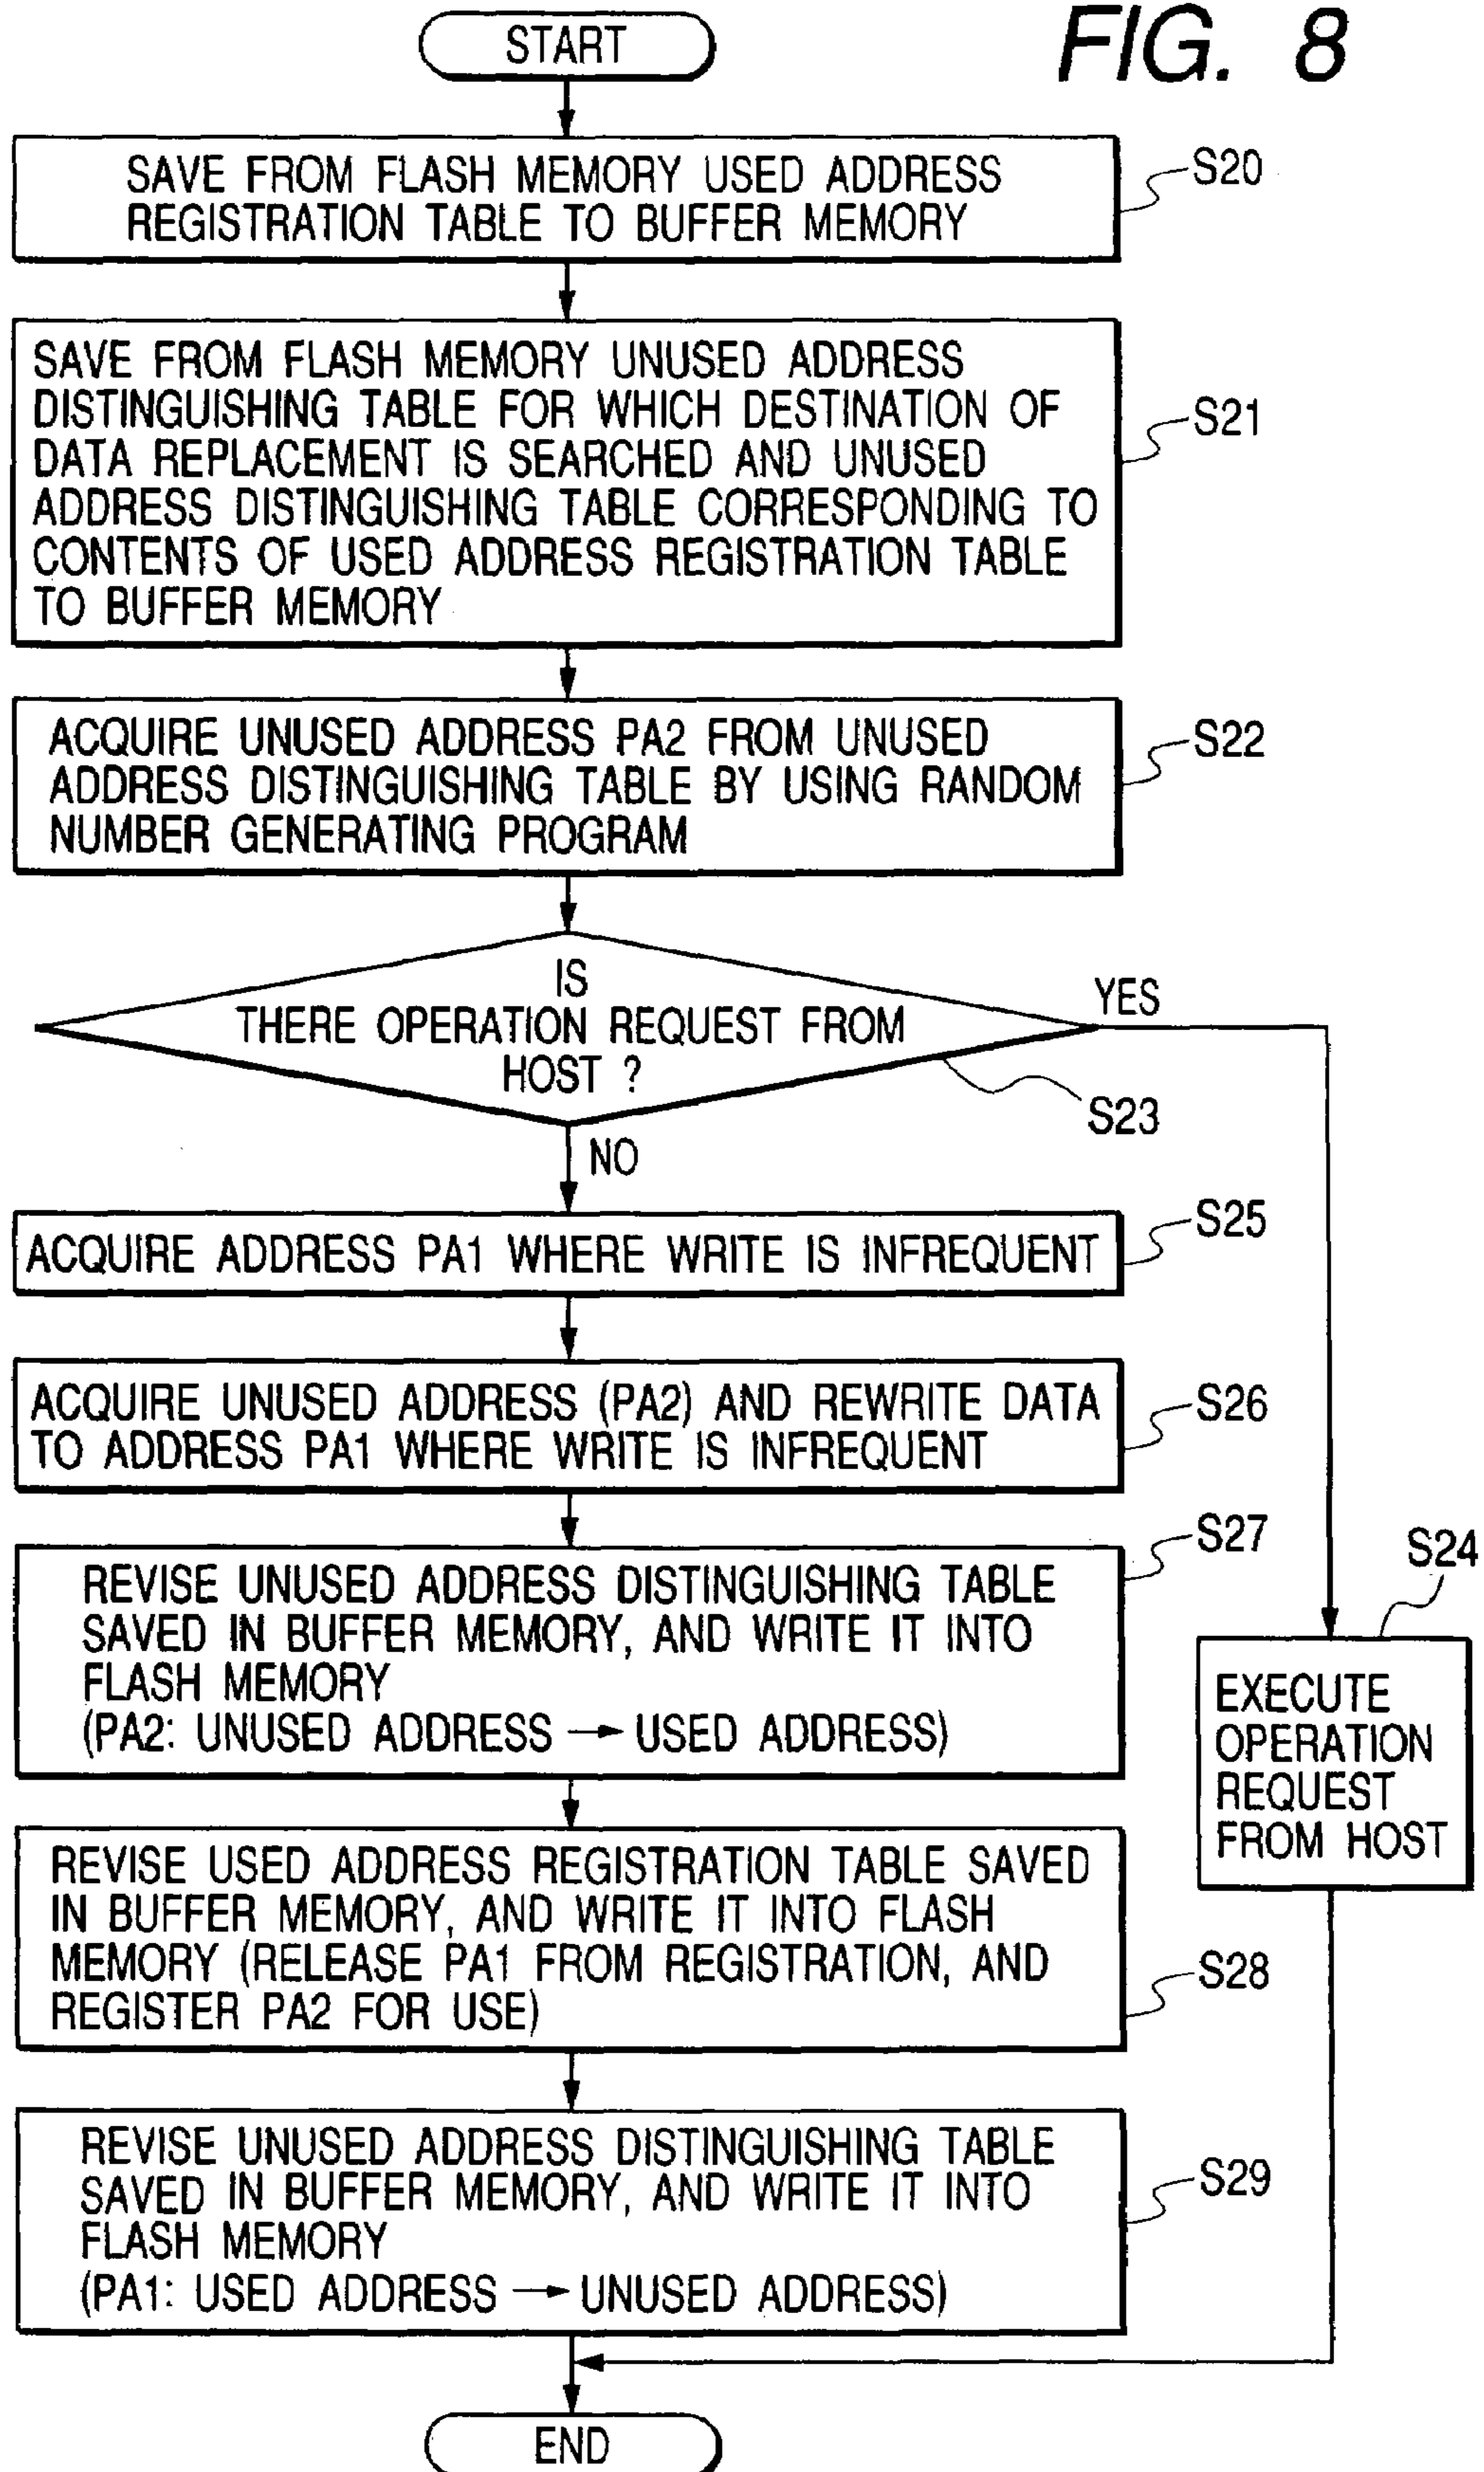 FIG. 8
START
SAVE FROM FLASH MEMORY USED ADDRESS
REGISTRATION TABLE TO BUFFER MEMORY
S20
SAVE FROM FLASH MEMORY UNUSED ADDRESS
DISTINGUISHING TABLE FOR WHICH DESTINATION OF
DATA REPLACEMENT IS SEARCHED AND UNUSED
ADDRESS DISTINGUISHING TABLE CORRESPONDING TO
CONTENTS OF USED ADDRESS REGISTRATION TABLE
TO BUFFER MEMORY
S21
ACQUIRE UNUSED ADDRESS PA2 FROM UNUSED
ADDRESS DISTINGUISHING TABLE BY USING RANDOM
NUMBER GENERATING PROGRAM
S22
IS
THERE OPERATION REQUEST FROM
HOST ?
YES
S23
NO
ACQUIRE ADDRESS PA1 WHERE WRITE IS INFREQUENT
S25
ACQUIRE UNUSED ADDRESS (PA2) AND REWRITE DATA
TO ADDRESS PA1 WHERE WRITE IS INFREQUENT
S26
REVISE UNUSED ADDRESS DISTINGUISHING TABLE
SAVED IN BUFFER MEMORY, AND WRITE IT INTO
FLASH MEMORY
(PA2: UNUSED ADDRESS → USED ADDRESS)
S27
S24
EXECUTE
OPERATION
REQUEST
FROM HOST
REVISE USED ADDRESS REGISTRATION TABLE SAVED
IN BUFFER MEMORY, AND WRITE IT INTO FLASH
MEMORY (RELEASE PA1 FROM REGISTRATION, AND
REGISTER PA2 FOR USE)
S28
REVISE UNUSED ADDRESS DISTINGUISHING TABLE
SAVED IN BUFFER MEMORY, AND WRITE IT INTO
FLASH MEMORY
(PA1: USED ADDRESS → UNUSED ADDRESS)
S29
END